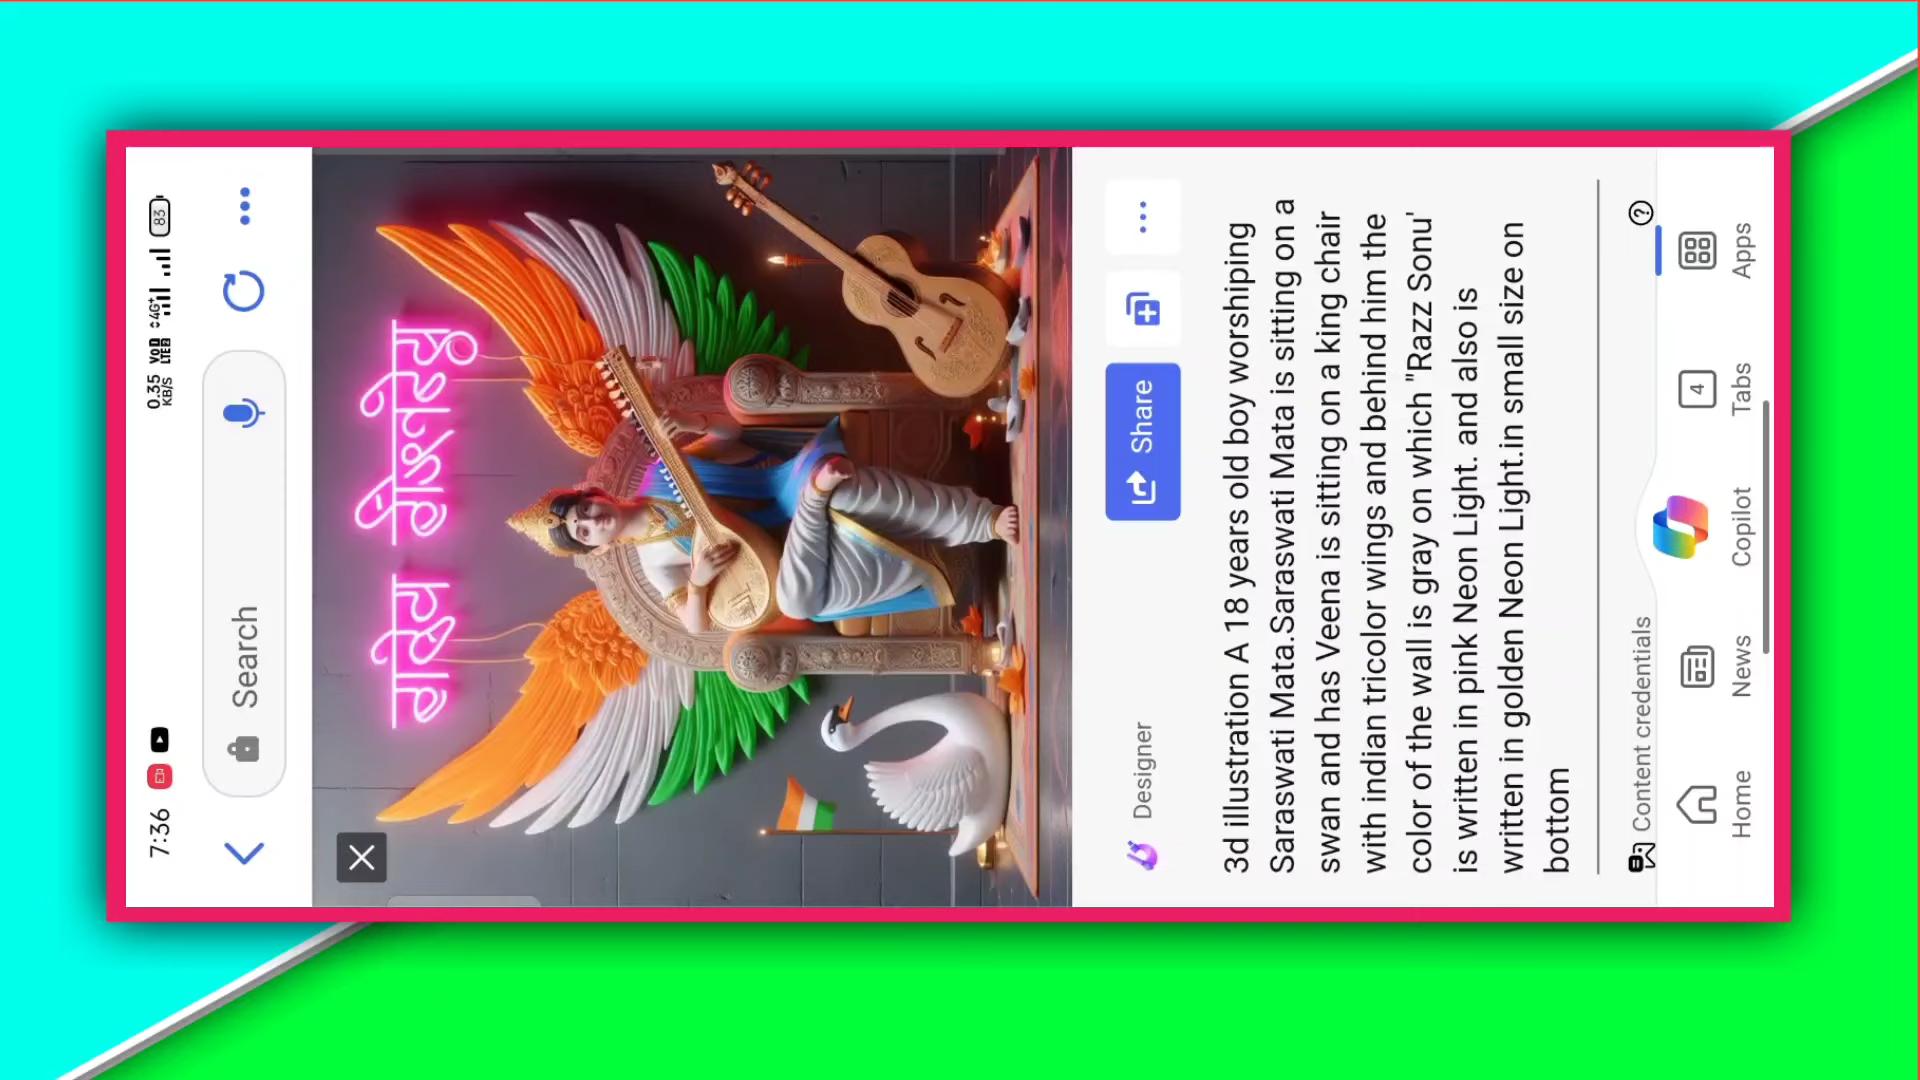 7:36
0.35 KB/S
VoD LTE2
4G+
83
Search
Designer
Share
3d illustration A 18 years old boy worshiping
Saraswati Mata.Saraswati Mata is sitting on a
swan and has Veena is sitting on a king chair
with indian tricolor wings and behind him the
color of the wall is gray on which "Razz Sonu'
is written in pink Neon Light. and also is
written in golden Neon Light.in small size on
bottom
Content credentials
Home
News
Copilot
4
Tabs
Apps